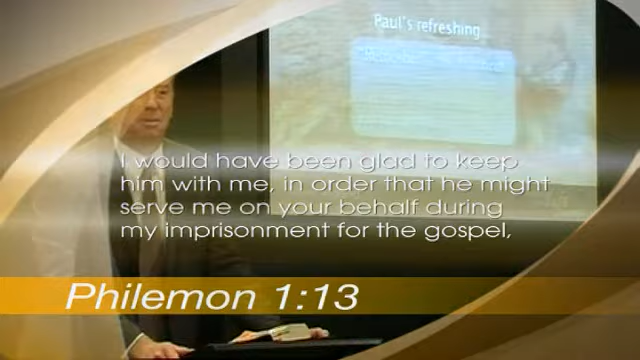 Paul's refreshing
I would have been glad to keep
him with me, in order that he might
serve me on your behalf during
my imprisonment for the gospel,
Philemon 1:13